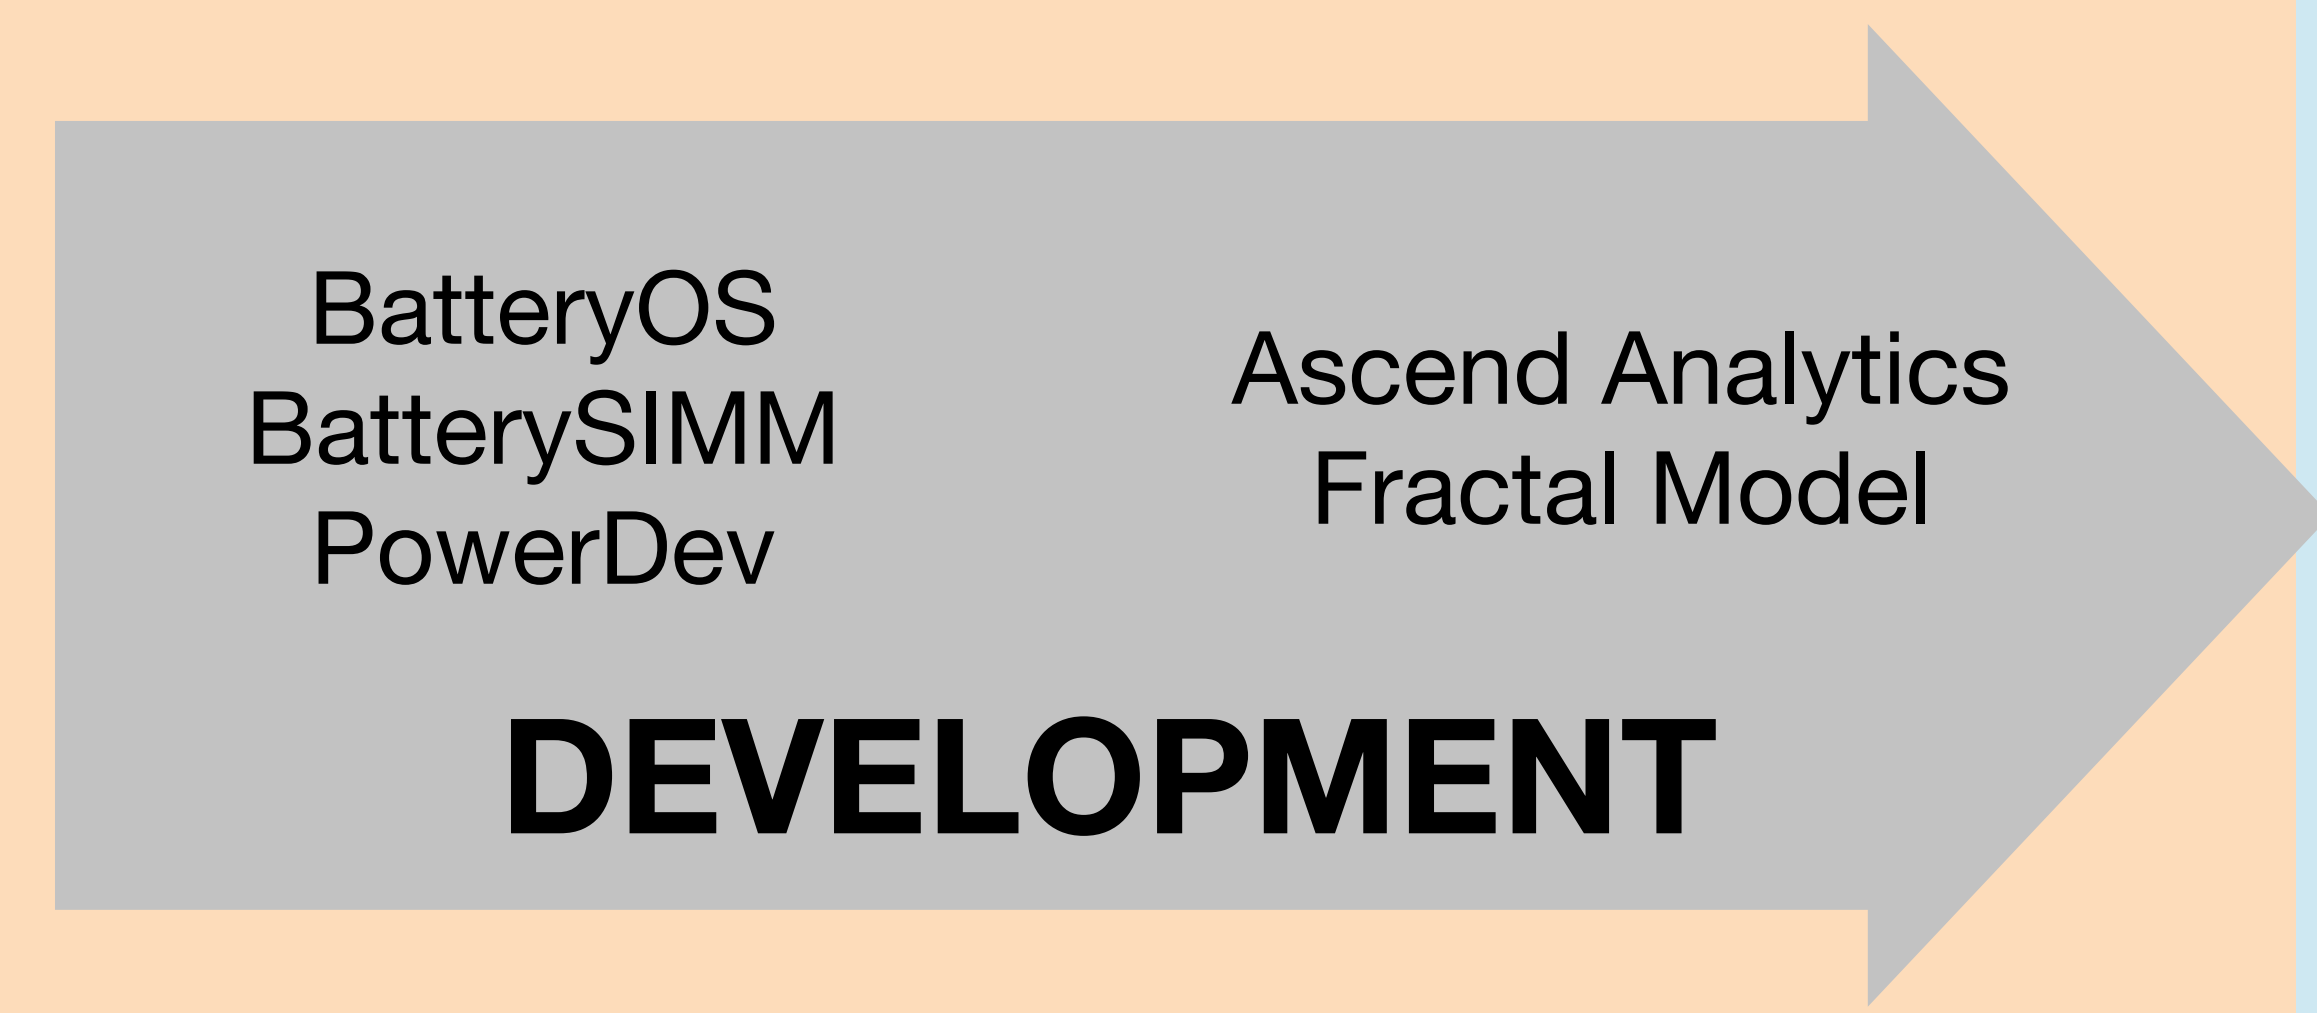 BatteryOS
BatterySIMM
PowerDev
Ascend Analytics
Fractal Model
DEVELOPMENT